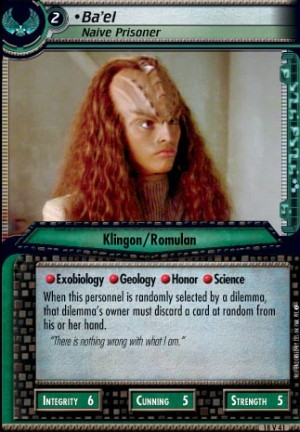 2 •Ba'el
Naive Prisoner
Klingon/Romulan
Exobiology Geology Honor Science
When this personnel is randomly selected by a dilemma,
that dilemma's owner must discard a card at random from
his or her hand.
"There is nothing wrong with what I am."
INTEGRITY 6 CUNNING 5 STRENGTH 5